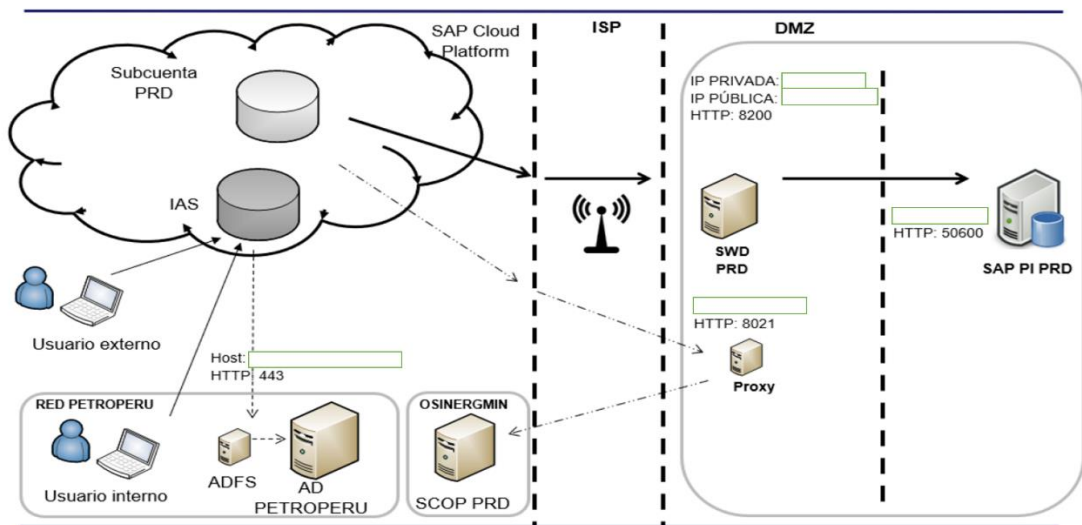 SAP Cloud
Platform
ISP
DMZ
Subcuenta
PRD
IP PRIVADA:
IP PÚBLICA:
HTTP: 8200
IAS
SWD
PRD
HTTP: 50600
SAP PI PRD
Usuario externo
HTTP: 8021
Proxy
Host:
HTTP: 443
RED PETROPERU
Usuario interno
ADFS
AD
PETROPERU
OSINERGMIN
SCOP PRD